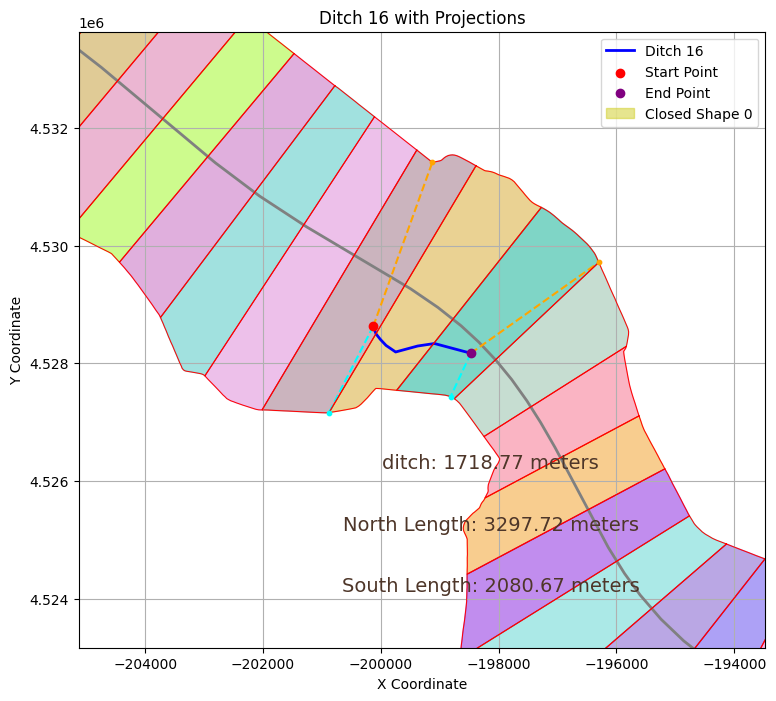 Ditch 16 with Projections
1e6
Ditch 16
Start Point
End Point
Closed Shape 0
4.532
4.530
4.528
4.526
4.524
Y Coordinate
ditch: 1718.77 meters
North Length: 3297.72 meters
South Length: 2080.67 meters
−204000 −202000 −200000 −198000 −196000 −194000
X Coordinate